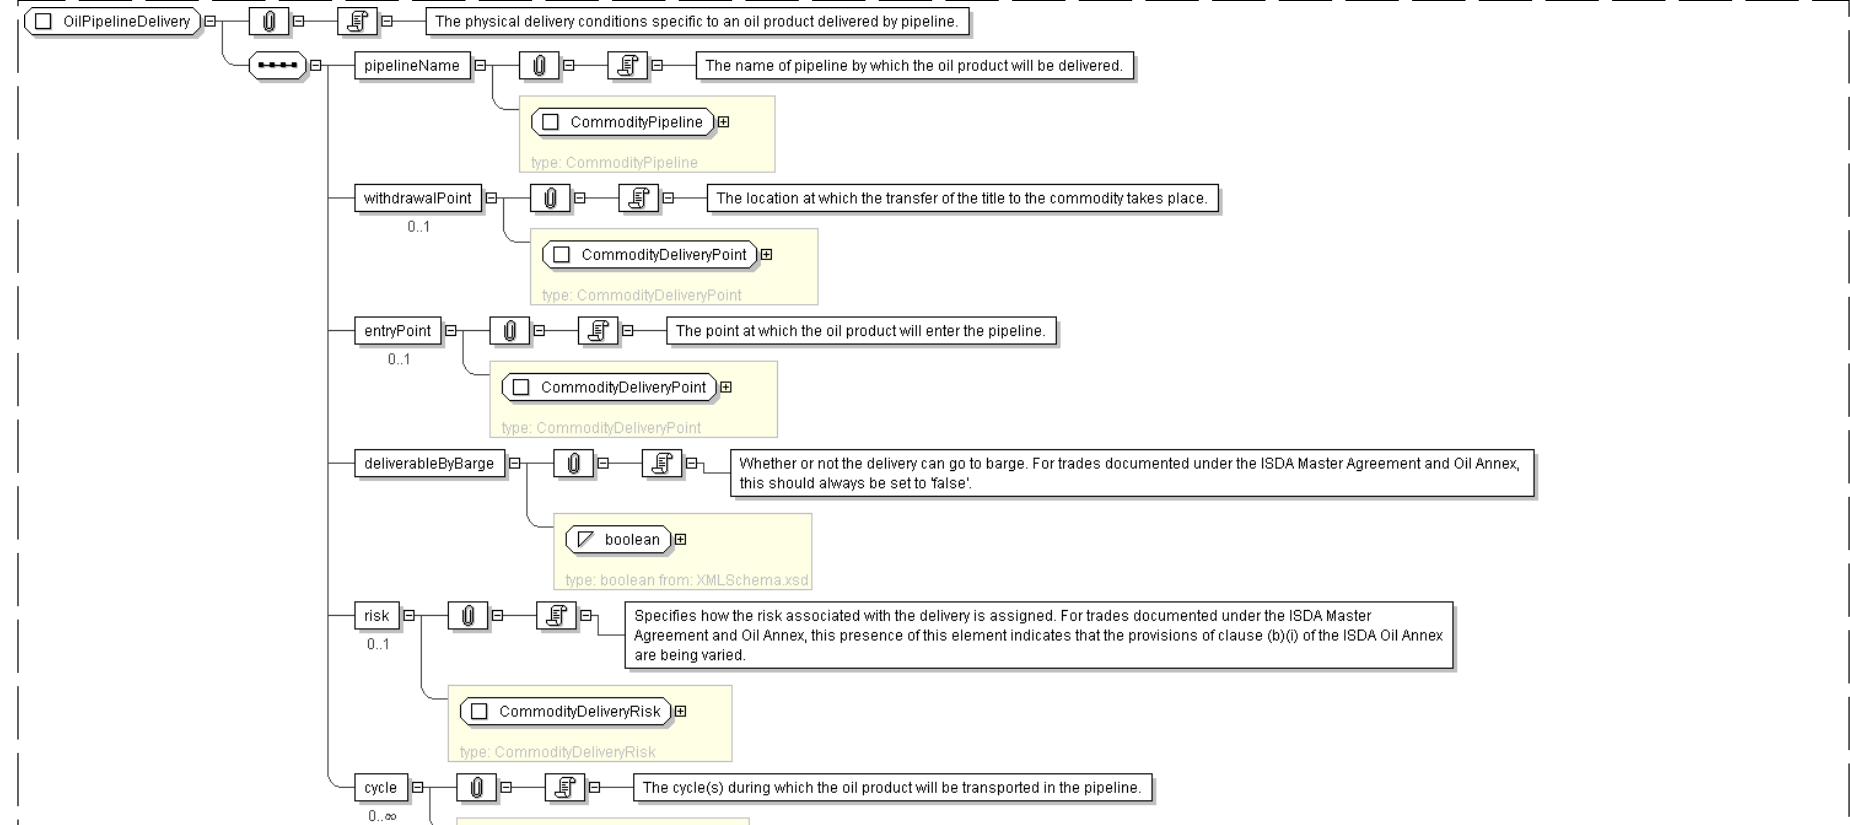 OilPipelineDelivery
The physical delivery conditions specific to an oil product delivered by pipeline.
pipelineName
The name of pipeline by which the oil product will be delivered.
CommodityPipeline
type: CommodityPipeline
withdrawalPoint
The location at which the transfer of the title to the commodity takes place.
0..1
CommodityDeliveryPoint
type: CommodityDeliveryPoint
entryPoint
The point at which the oil product will enter the pipeline.
0..1
CommodityDeliveryPoint
type: CommodityDeliveryPoint
deliverableByBarge
Whether or not the delivery can go to barge. For trades documented under the ISDA Master Agreement and Oil Annex,
this should always be set to 'false'.
boolean
type: boolean from: XMLSchema.xsd
risk
Specifies how the risk associated with the delivery is assigned. For trades documented under the ISDA Master
Agreement and Oil Annex, this presence of this element indicates that the provisions of clause (b)(i) of the ISDA Oil Annex
are being varied.
0..1
CommodityDeliveryRisk
type: CommodityDeliveryRisk
cycle
The cycle(s) during which the oil product will be transported in the pipeline.
0..∞